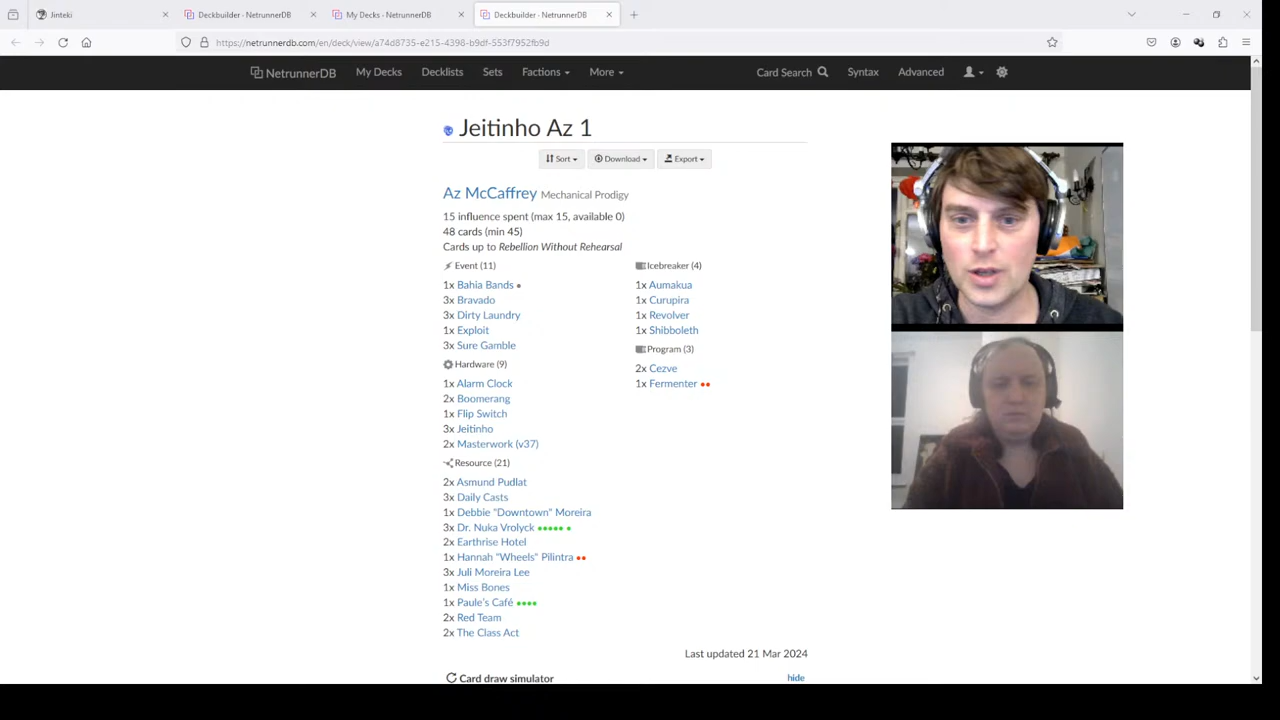 Jinteki
Deckbuilder - NetrunnerDB
My Decks - NetrunnerDB
Deckbuilder - NetrunnerDB
https://netrunnerdb.com/en/deck/view/a74d8735-e215-4398-b9df-553f7952fb9d
NetrunnerDB My Decks Decklists Sets Factions More Card Search Syntax Advanced
Jeitinho Az 1
Sort Download Export
Az McCaffrey Mechanical Prodigy
15 influence spent (max 15, available 0)
48 cards (min 45)
Cards up to Rebellion Without Rehearsal
Event (11)
1x Bahia Bands
3x Bravado
3x Dirty Laundry
1x Exploit
3x Sure Gamble
Hardware (9)
1x Alarm Clock
2x Boomerang
1x Flip Switch
3x Jeitinho
2x Masterwork (v37)
Resource (21)
2x Asmund Pudlat
3x Daily Casts
1x Debbie "Downtown" Moreira
3x Dr. Nuka Vrolyck
2x Earthrise Hotel
1x Hannah "Wheels" Pilintra
3x Juli Moreira Lee
1x Miss Bones
1x Paule's Café
2x Red Team
2x The Class Act
Icebreaker (4)
1x Aumakua
1x Curupira
1x Revolver
1x Shibboleth
Program (3)
2x Cezve
1x Fermenter
Last updated 21 Mar 2024
Card draw simulator hide